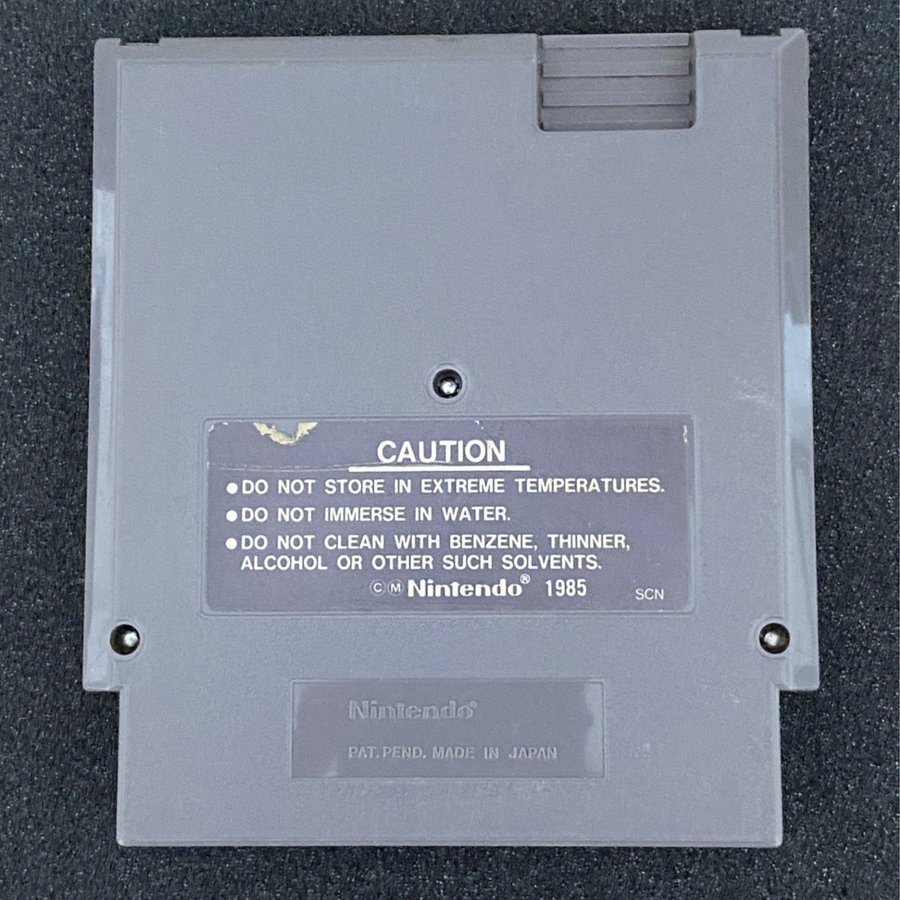 CAUTION
●DO NOT STORE IN EXTREME TEMPERATURES.
●DO NOT IMMERSE IN WATER.
●DO NOT CLEAN WITH BENZENE, THINNER,
ALCOHOL OR OTHER SUCH SOLVENTS.
ⒸⓂ Nintendo® 1985 SCN
Nintendo®
PAT. PEND. MADE IN JAPAN